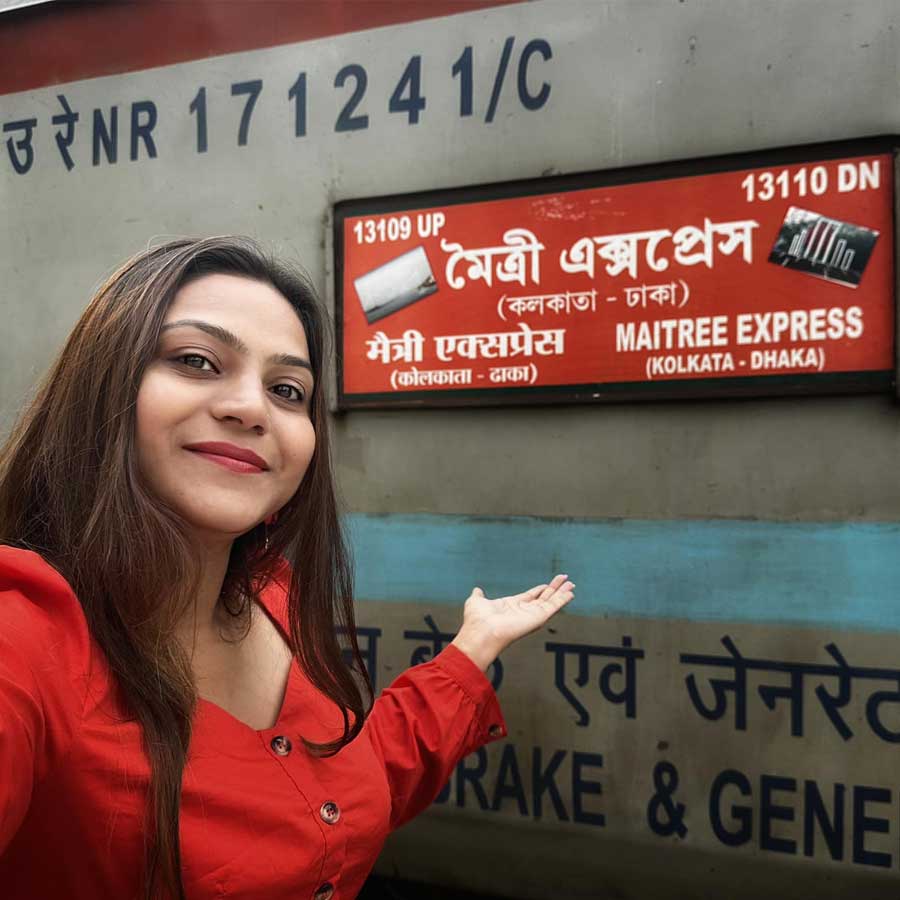 उ रे NR 171241/C
13109 UP
13110 DN
মৈত্রী এক্সপ্রেস
(কলকাতা - ঢাকা)
मैत्री एक्सप्रेस
(कोलकाता - ढाका)
MAITREE EXPRESS
(KOLKATA - DHAKA)
एवं जेनरेट
BRAKE & GENE